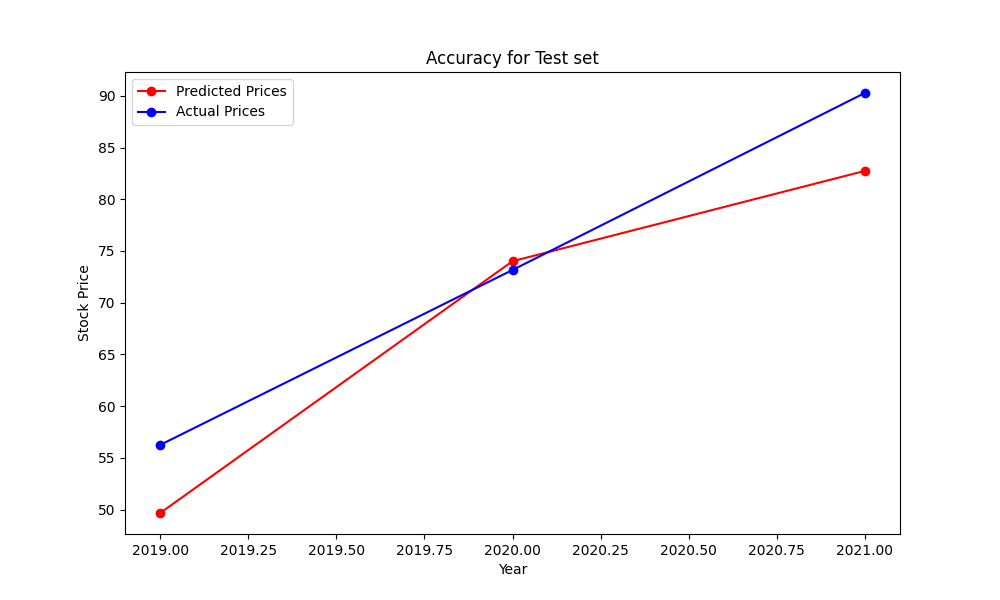 Accuracy for Test set
Predicted Prices
Actual Prices
90
85
80
75
70
65
60
55
50
Stock Price
2019.00 2019.25 2019.50 2019.75 2020.00 2020.25 2020.50 2020.75 2021.00
Year